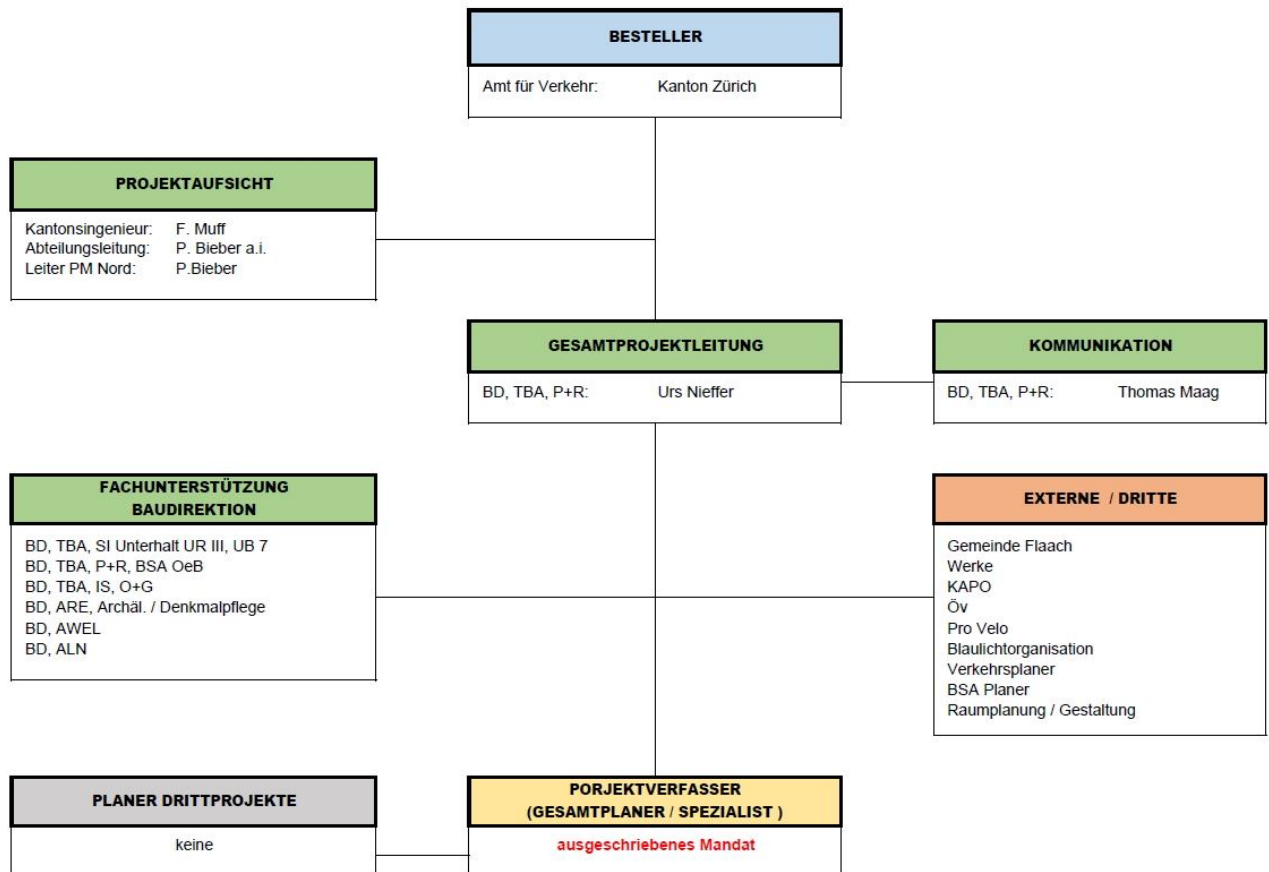 BESTELLER
Amt für Verkehr: Kanton Zürich
PROJEKTAUFSICHT
Kantonsingenieur: F. Muff
Abteilungsleitung: P. Bieber a.i.
Leiter PM Nord: P.Bieber
GESAMTPROJEKTLEITUNG
BD, TBA, P+R: Urs Nieffer
KOMMUNIKATION
BD, TBA, P+R: Thomas Maag
FACHUNTERSTÜTZUNG
BAUDIREKTION
BD, TBA, SI Unterhalt UR III, UB 7
BD, TBA, P+R, BSA OeB
BD, TBA, IS, O+G
BD, ARE, Archäl. / Denkmalpflege
BD, AWEL
BD, ALN
EXTERNE / DRITTE
Gemeinde Flaach
Werke
KAPO
Öv
Pro Velo
Blaulichtorganisation
Verkehrsplaner
BSA Planer
Raumplanung / Gestaltung
PLANER DRITTPROJEKTE
keine
PORJEKTVERFASSER
(GESAMTPLANER / SPEZIALIST )
ausgeschriebenes Mandat